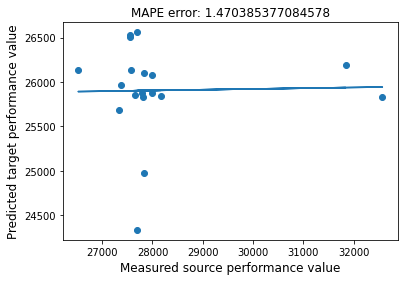 MAPE error: 1.470385377084578
Predicted target performance value
26500
26000
25500
25000
24500
27000 28000 29000 30000 31000 32000
Measured source performance value